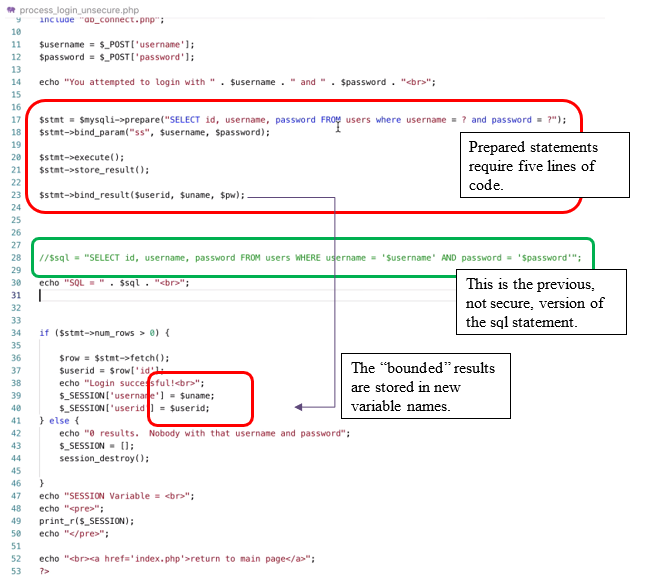 process_login_unsecure.php
9 include "db_connect.php";
10
11 $username = $_POST['username'];
12 $password = $_POST['password'];
13
14 echo "You attempted to login with " . $username . " and " . $password . "<br>";
15
16
17 $stmt = $mysqli->prepare("SELECT id, username, password FROM users where username = ? and password = ?");
18 $stmt->bind_param("ss", $username, $password);
19
20 $stmt->execute();
21 $stmt->store_result();
22
23 $stmt->bind_result($userid, $uname, $pw);
24
Prepared statements
require five lines of
code.
25
26
27
28 //$sql = "SELECT id, username, password FROM users WHERE username = '$username' AND password = '$password'";
29
30 echo "SQL = " . $sql . "<br>";
31
This is the previous,
not secure, version of
the sql statement.
32
33
34 if ($stmt->num_rows > 0) {
35
36 $row = $stmt->fetch();
37 $userid = $row['id'];
38 echo "Login successful!<br>";
39 $_SESSION['username'] = $uname;
40 $_SESSION['userid'] = $userid;
The “bounded” results
are stored in new
variable names.
41 } else {
42 echo "0 results. Nobody with that username and password";
43 $_SESSION = [];
44 session_destroy();
45
46 }
47 echo "SESSION Variable = <br>";
48 echo "<pre>";
49 print_r($_SESSION);
50 echo "</pre>";
51
52 echo "<br><a href='index.php'>return to main page</a>";
53 ?>